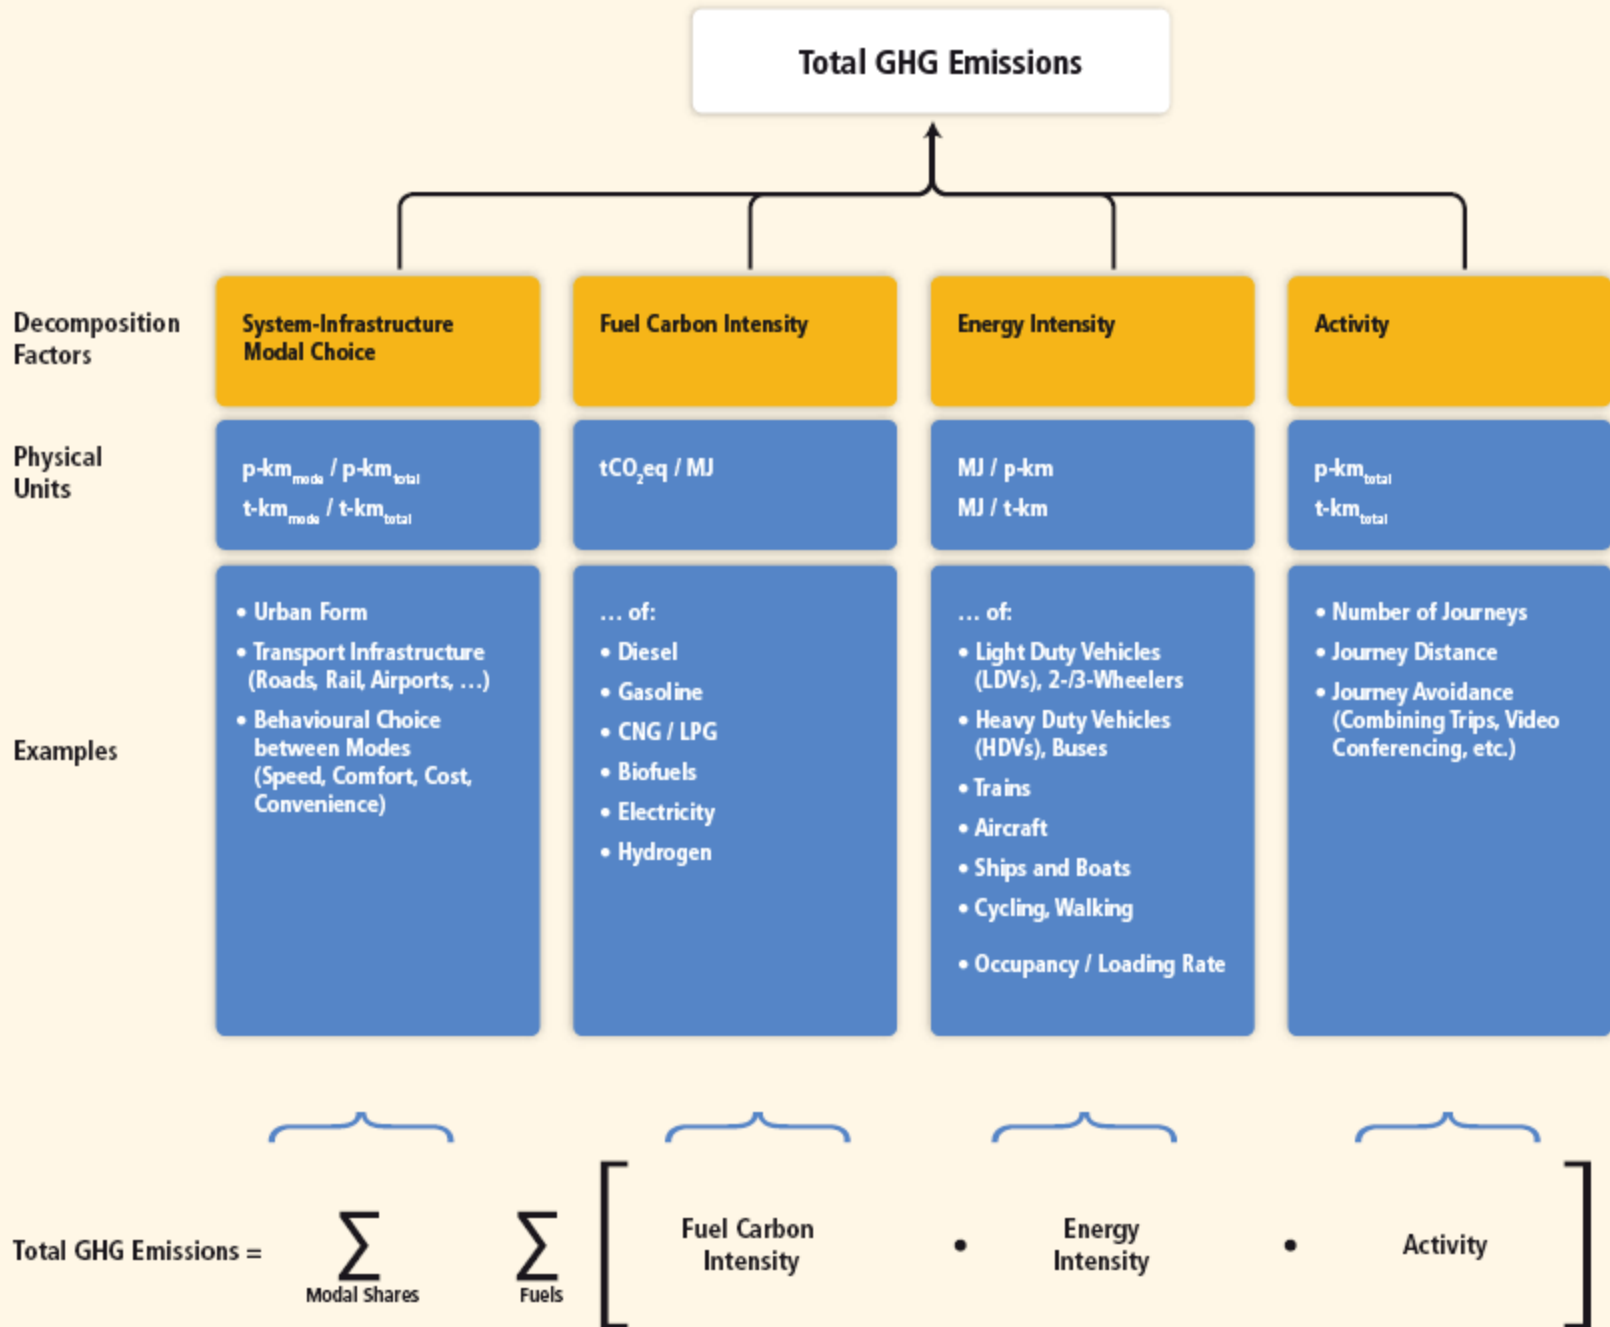 Total GHG Emissions
Decomposition
Factors
System-Infrastructure
Modal Choice
Fuel Carbon Intensity
Energy Intensity
Activity
Physical
Units
p-kmmode / p-kmtotal
t-kmmode / t-kmtotal
tCO2eq / MJ
MJ / p-km
MJ / t-km
p-kmtotal
t-kmtotal
Examples
• Urban Form
• Transport Infrastructure
(Roads, Rail, Airports, …)
• Behavioural Choice
between Modes
(Speed, Comfort, Cost,
Convenience)
… of:
• Diesel
• Gasoline
• CNG / LPG
• Biofuels
• Electricity
• Hydrogen
… of:
• Light Duty Vehicles
(LDVs), 2-/3-Wheelers
• Heavy Duty Vehicles
(HDVs), Buses
• Trains
• Aircraft
• Ships and Boats
• Cycling, Walking
• Occupancy / Loading Rate
• Number of Journeys
• Journey Distance
• Journey Avoidance
(Combining Trips, Video
Conferencing, etc.)
Total GHG Emissions =
∑
Modal Shares
∑
Fuels
[
Fuel Carbon
Intensity
•
Energy
Intensity
•
Activity
]